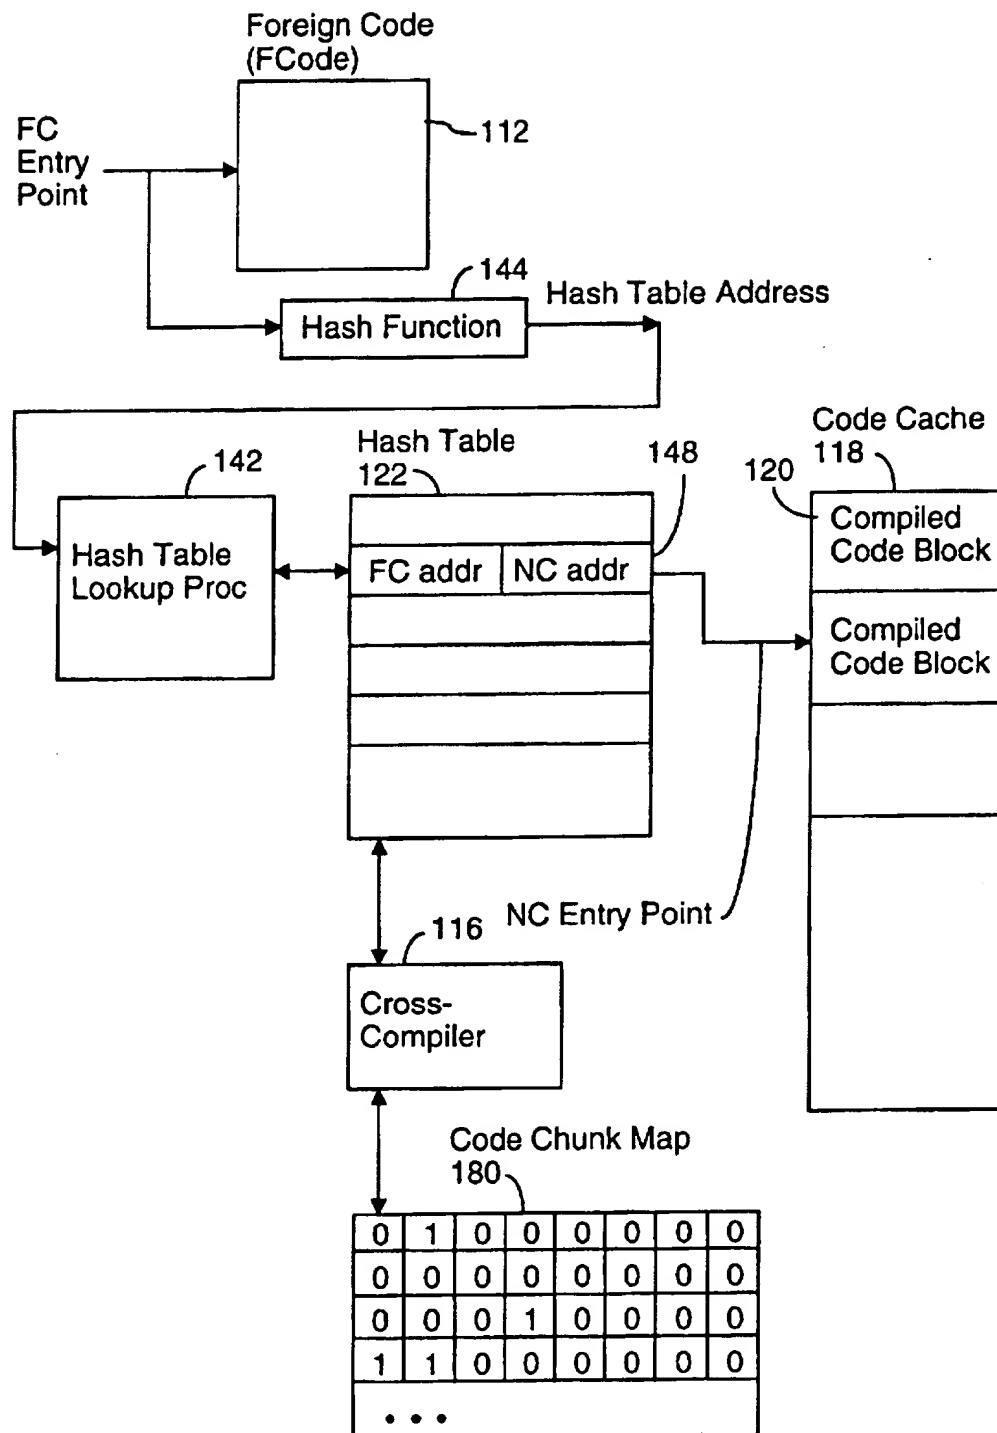 Foreign Code
(FCode)
FC
Entry
Point
112
144
Hash Function
Hash Table Address
142
Hash Table
Lookup Proc
Hash Table
122
148
FC addr NC addr
Code Cache
118
120
Compiled
Code Block
Compiled
Code Block
NC Entry Point
116
Cross-
Compiler
Code Chunk Map
180
0 1 0 0 0 0 0 0
0 0 0 0 0 0 0 0
0 0 0 1 0 0 0 0
1 1 0 0 0 0 0 0
• • •